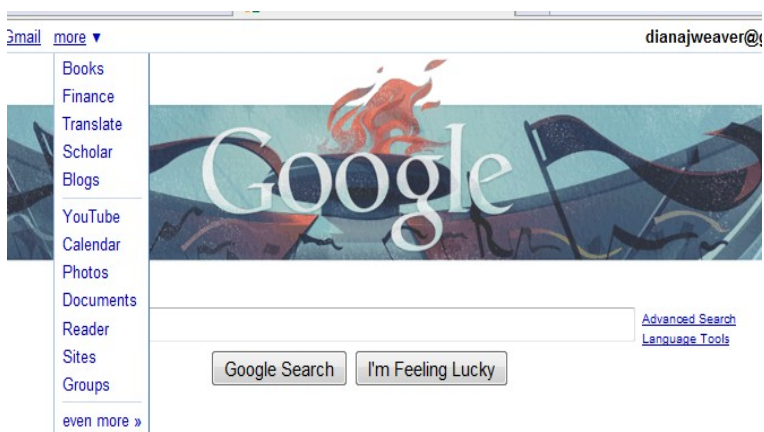 Gmail more ▼ dianajweaver@g
Books
Finance
Translate
Scholar
Blogs
YouTube
Calendar
Photos
Documents
Reader
Sites
Groups
even more »
Google
Advanced Search
Language Tools
Google Search I'm Feeling Lucky